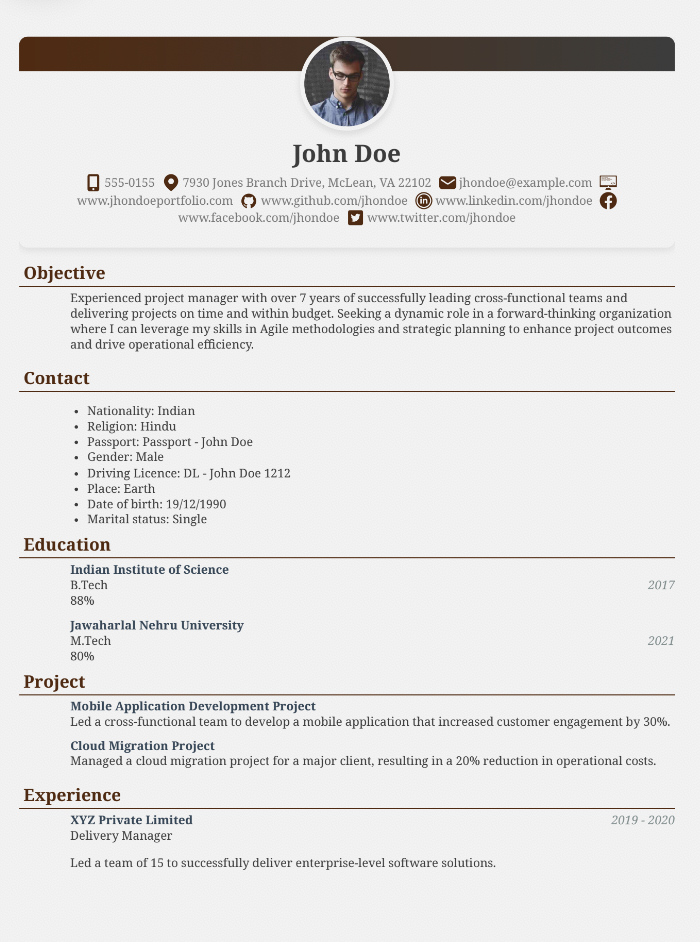 John Doe
555-0155 7930 Jones Branch Drive, McLean, VA 22102 jhondoe@example.com
www.jhondoeportfolio.com www.github.com/jhondoe www.linkedin.com/jhondoe
www.facebook.com/jhondoe www.twitter.com/jhondoe
Objective
Experienced project manager with over 7 years of successfully leading cross-functional teams and
delivering projects on time and within budget. Seeking a dynamic role in a forward-thinking organization
where I can leverage my skills in Agile methodologies and strategic planning to enhance project outcomes
and drive operational efficiency.
Contact
• Nationality: Indian
• Religion: Hindu
• Passport: Passport - John Doe
• Gender: Male
• Driving Licence: DL - John Doe 1212
• Place: Earth
• Date of birth: 19/12/1990
• Marital status: Single
Education
Indian Institute of Science
B.Tech 2017
88%
Jawaharlal Nehru University
M.Tech 2021
80%
Project
Mobile Application Development Project
Led a cross-functional team to develop a mobile application that increased customer engagement by 30%.
Cloud Migration Project
Managed a cloud migration project for a major client, resulting in a 20% reduction in operational costs.
Experience
XYZ Private Limited 2019 - 2020
Delivery Manager
Led a team of 15 to successfully deliver enterprise-level software solutions.